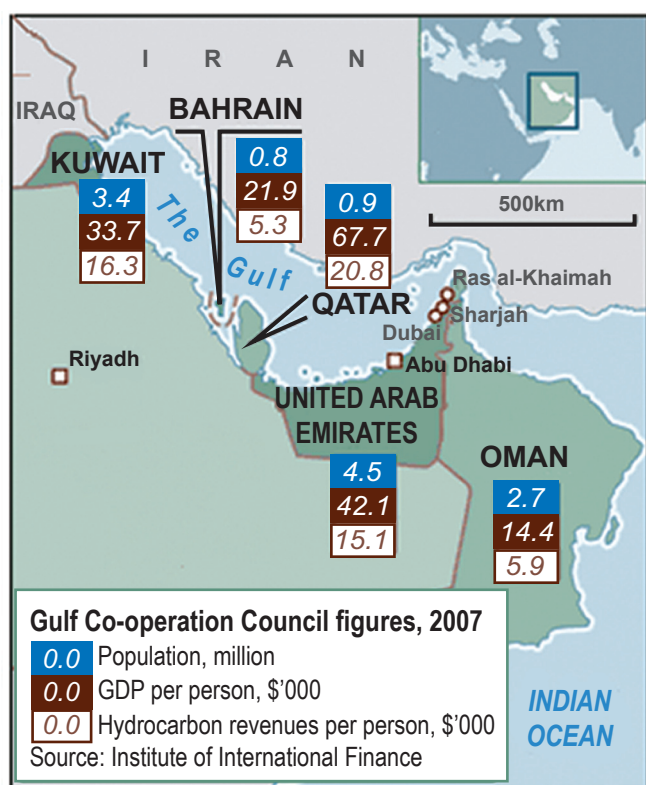 I R A N
IRAQ
BAHRAIN
KUWAIT
0.8
21.9
5.3
3.4
33.7
16.3
0.9
67.7
20.8
The Gulf
500km
QATAR
Ras al-Khaimah
Sharjah
Dubai
Riyadh
Abu Dhabi
UNITED ARAB
EMIRATES
4.5
42.1
15.1
OMAN
2.7
14.4
5.9
Gulf Co-operation Council figures, 2007
0.0 Population, million
0.0 GDP per person, $’000
0.0 Hydrocarbon revenues per person, $’000
Source: Institute of International Finance
INDIAN
OCEAN